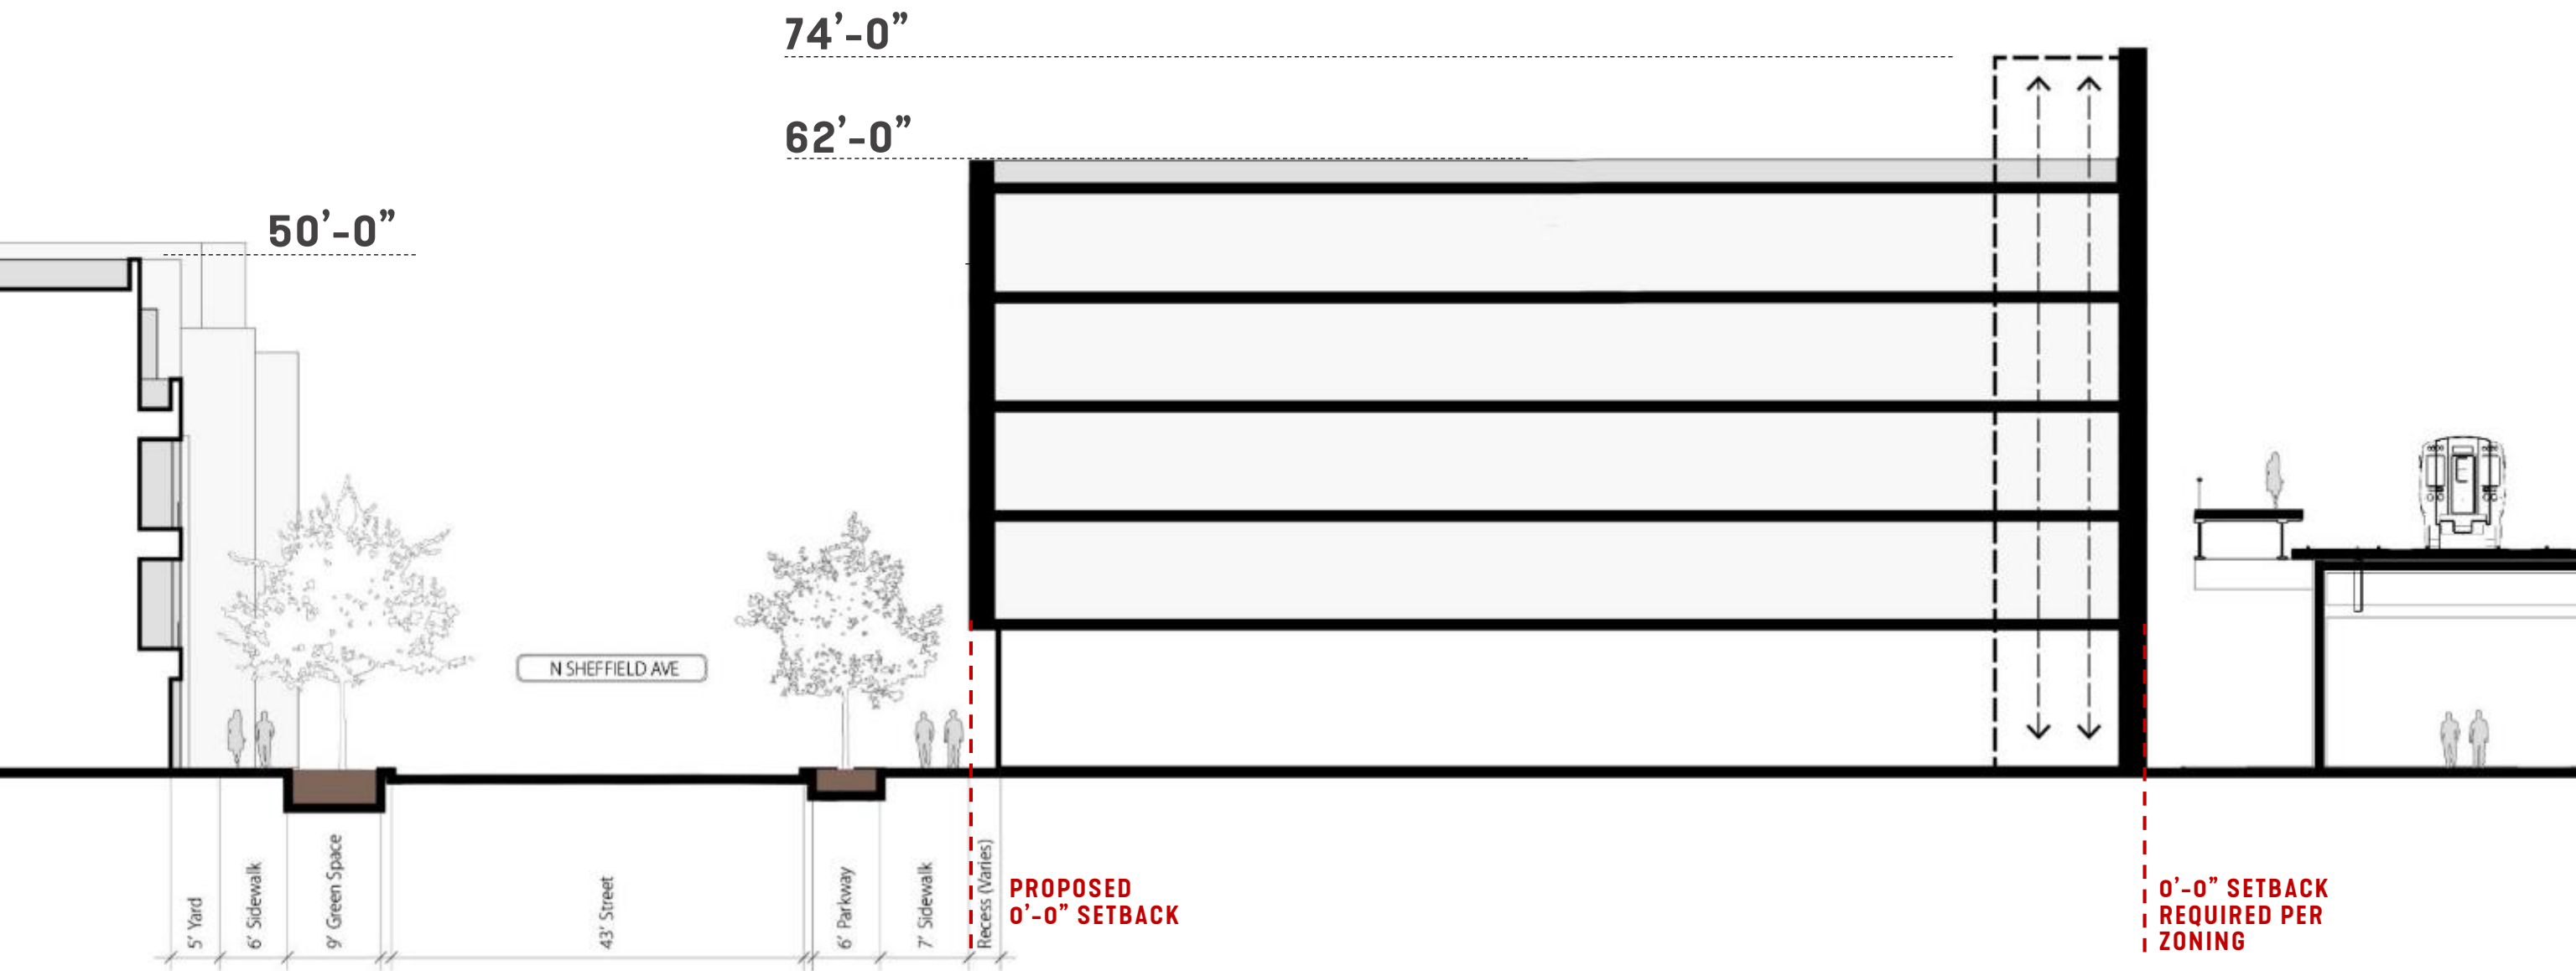 74’-0”
62’-0”
50’-0”
N SHEFFIELD AVE
5’ Yard
6’ Sidewalk
9’ Green Space
43’ Street
6’ Parkway
7’ Sidewalk
Recess (Varies)
PROPOSED
0’-0” SETBACK
0’-0” SETBACK
REQUIRED PER
ZONING